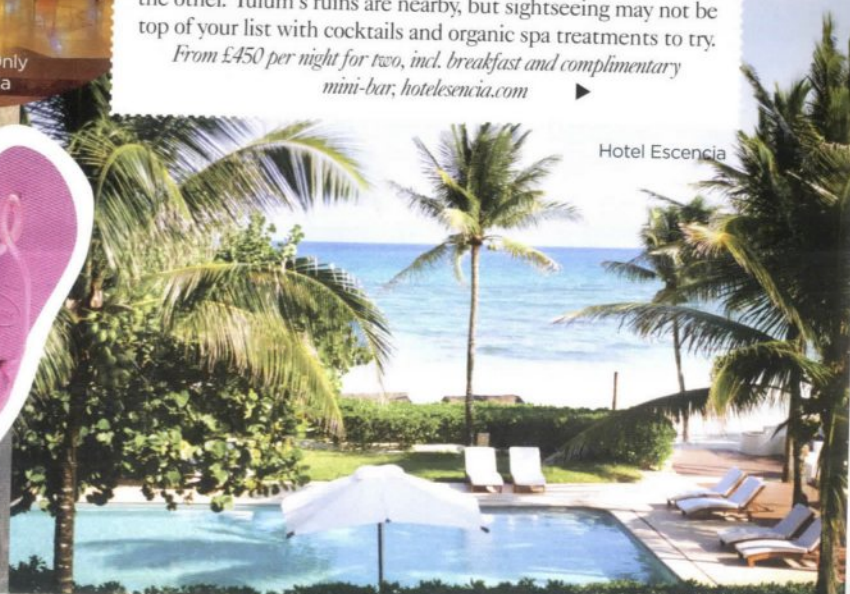 the other. Tulum's ruins are nearby, but sightseeing may not be
top of your list with cocktails and organic spa treatments to try.
From £450 per night for two, incl. breakfast and complimentary
mini-bar, hotelesencia.com
nly
a
Hotel Escencia